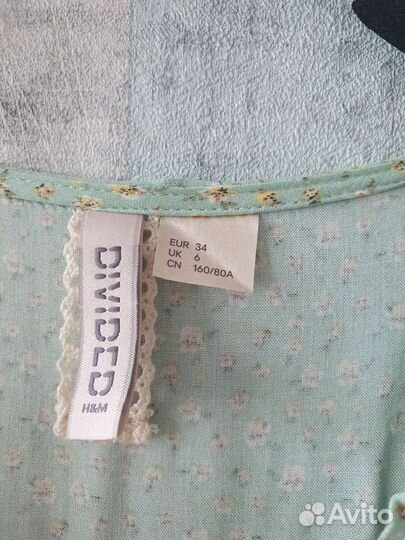 DIVIDED
H&M
EUR 34
UK 6
CN 160/80A
Avito